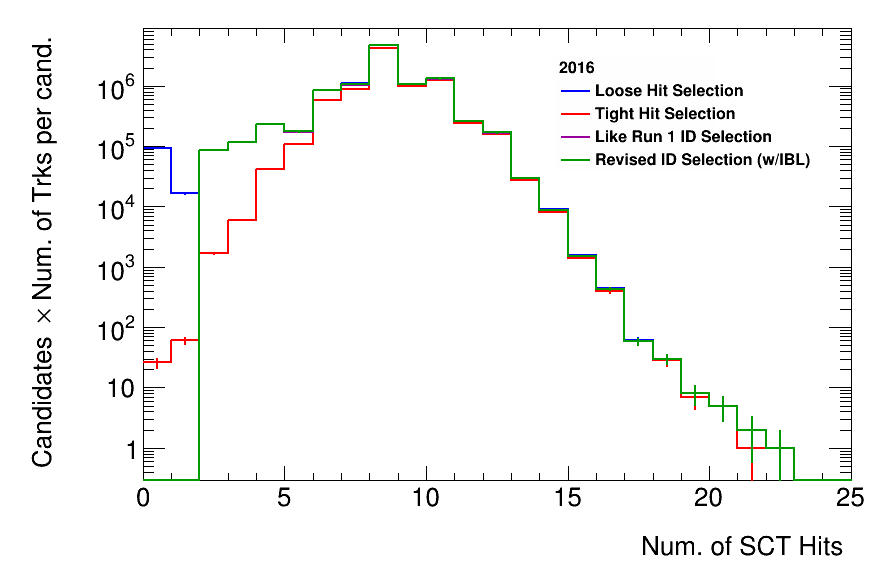 2016
Loose Hit Selection
Tight Hit Selection
Like Run 1 ID Selection
Revised ID Selection (w/IBL)
Candidates × Num. of Trks per cand.
10^6
10^5
10^4
10^3
10^2
10
1
0 5 10 15 20 25
Num. of SCT Hits